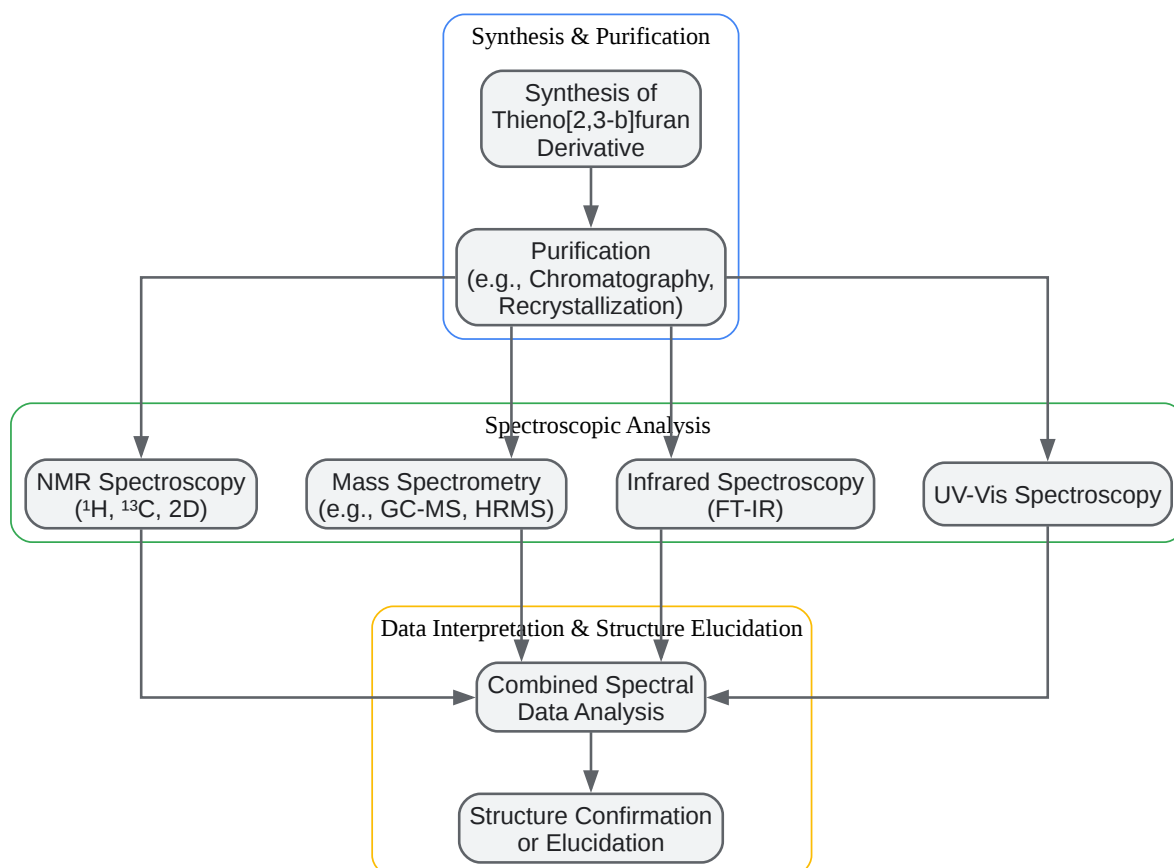 Synthesis & Purification
Synthesis of
Thieno[2,3-b]furan
Derivative
Purification
(e.g., Chromatography,
Recrystallization)
Spectroscopic Analysis
NMR Spectroscopy
(¹H, ¹³C, 2D)
Mass Spectrometry
(e.g., GC-MS, HRMS)
Infrared Spectroscopy
(FT-IR)
UV-Vis Spectroscopy
Data Interpretation & Structure Elucidation
Combined Spectral
Data Analysis
Structure Confirmation
or Elucidation